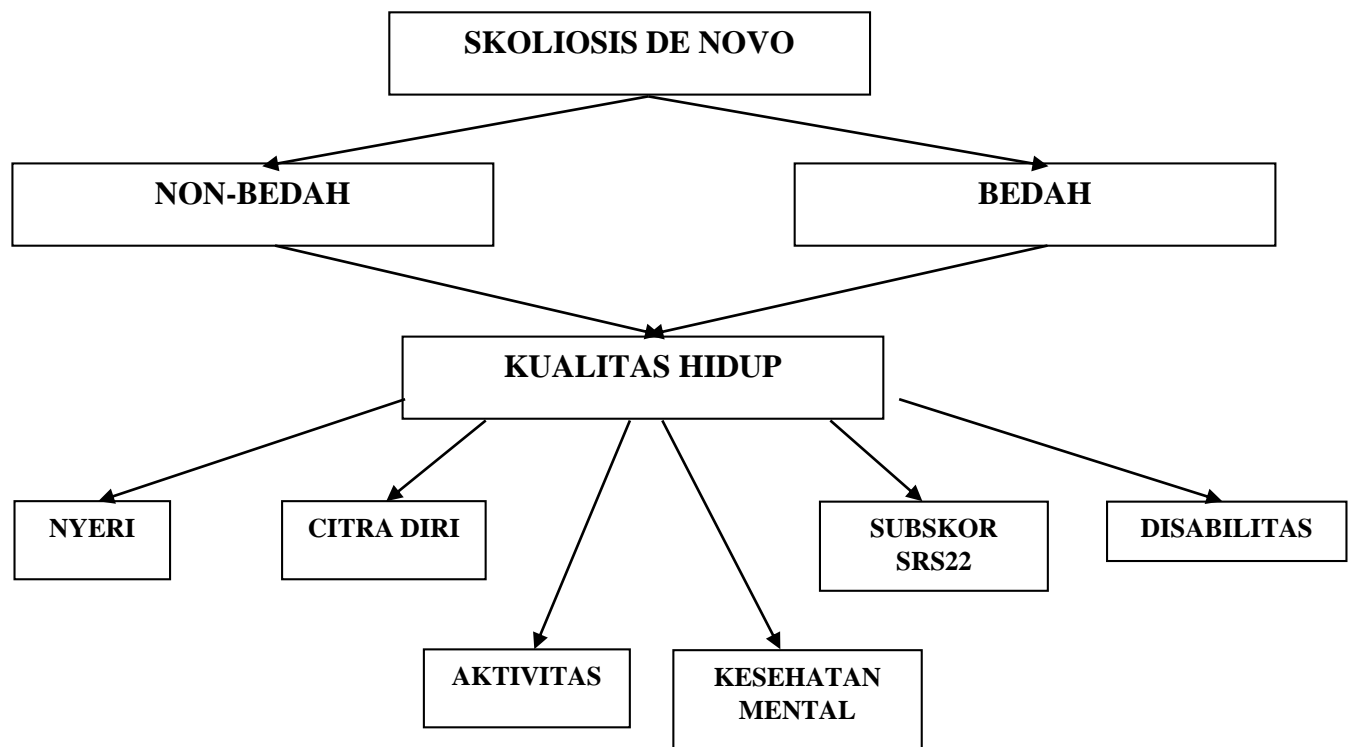 SKOLIOSIS DE NOVO
NON-BEDAH
BEDAH
KUALITAS HIDUP
NYERI
CITRA DIRI
SUBSKOR
SRS22
DISABILITAS
AKTIVITAS
KESEHATAN
MENTAL